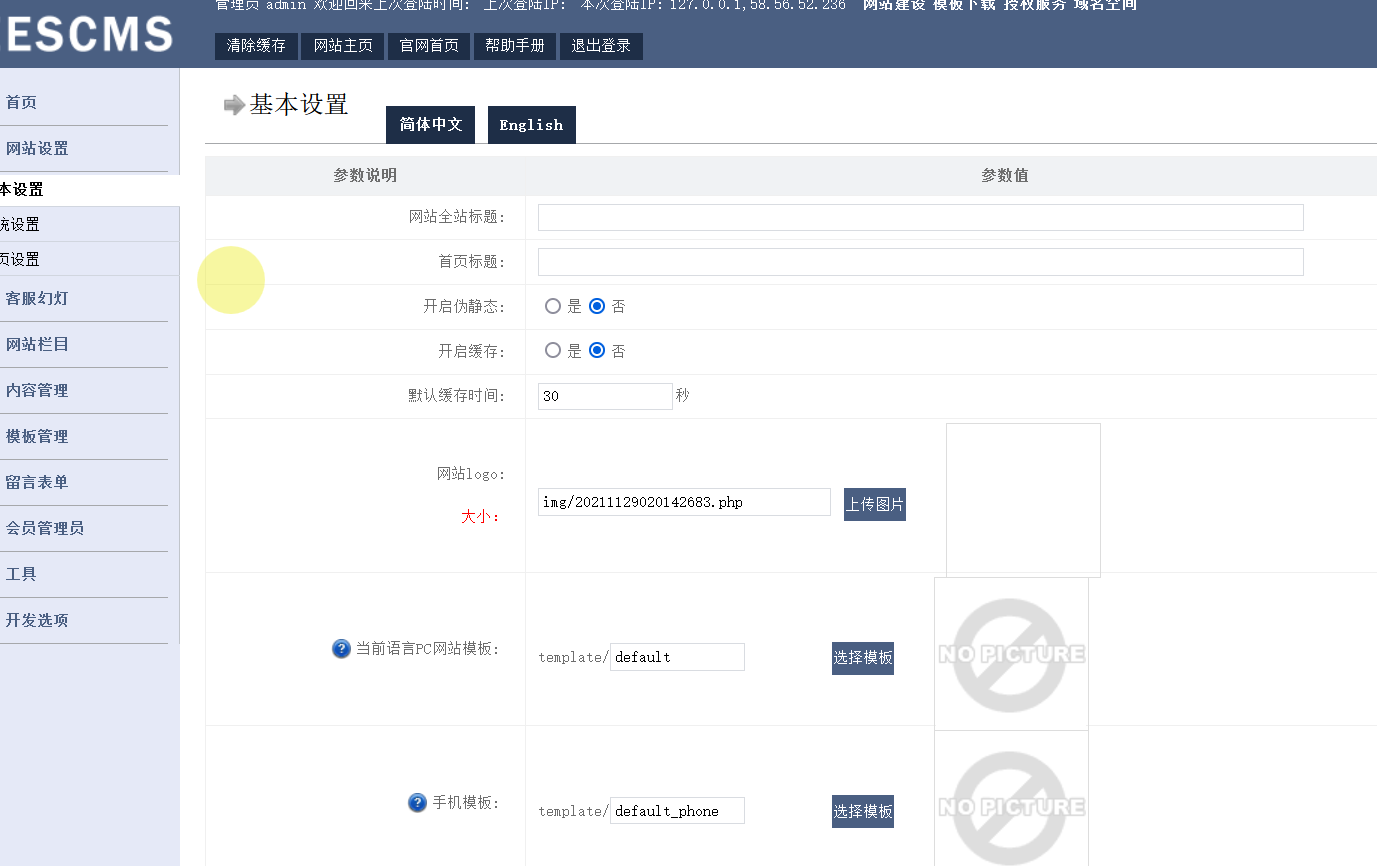 管理员 admin 欢迎回来上次登陆时间: 上次登陆IP: 本次登陆IP: 127.0.0.1,58.56.52.236 网站建设 模板下载 授权服务 域名空间
ESCMS
清除缓存 网站主页 官网首页 帮助手册 退出登录
首页
网站设置
本设置
统设置
页设置
客服幻灯
网站栏目
内容管理
模板管理
留言表单
会员管理员
工具
开发选项
基本设置 简体中文 English
参数说明 参数值
网站全站标题:
首页标题:
开启伪静态: 是 否
开启缓存: 是 否
默认缓存时间: 30 秒
网站logo:
大小:
img/20211129020142683.php 上传图片
? 当前语言PC网站模板: template/ default 选择模板 NO PICTURE
? 手机模板: template/ default_phone 选择模板 NO PICTURE